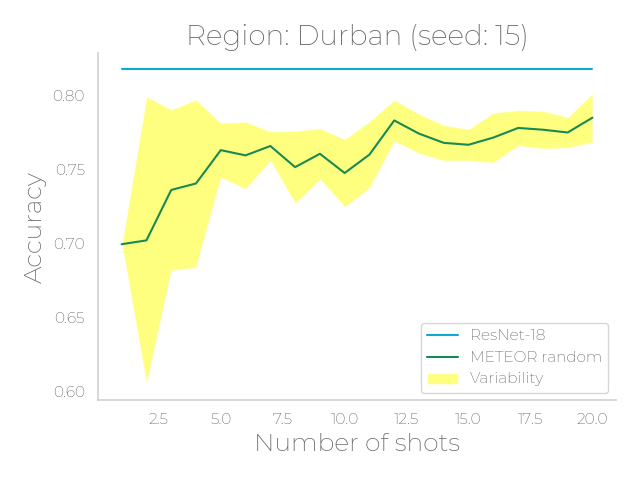 Region: Durban (seed: 15)
Accuracy
0.80
0.75
0.70
0.65
0.60
ResNet-18
METEOR random
Variability
2.5 5.0 7.5 10.0 12.5 15.0 17.5 20.0
Number of shots